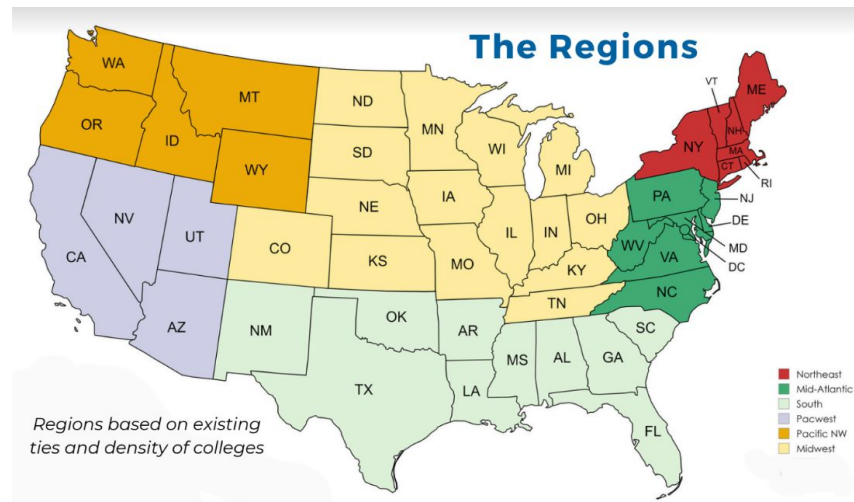 The Regions
WA
MT
ND
MN
VT
ME
OR
ID
WY
SD
WI
MI
NY
NH
MA
CT
RI
NV
UT
CA
CO
NE
IA
IL
IN
OH
PA
NJ
DE
MD
DC
WV
VA
KS
MO
KY
NC
TN
AZ
NM
OK
AR
TX
LA
MS
AL
GA
SC
FL
Regions based on existing
ties and density of colleges
Northeast
Mid-Atlantic
South
Pacwest
Pacific NW
Midwest